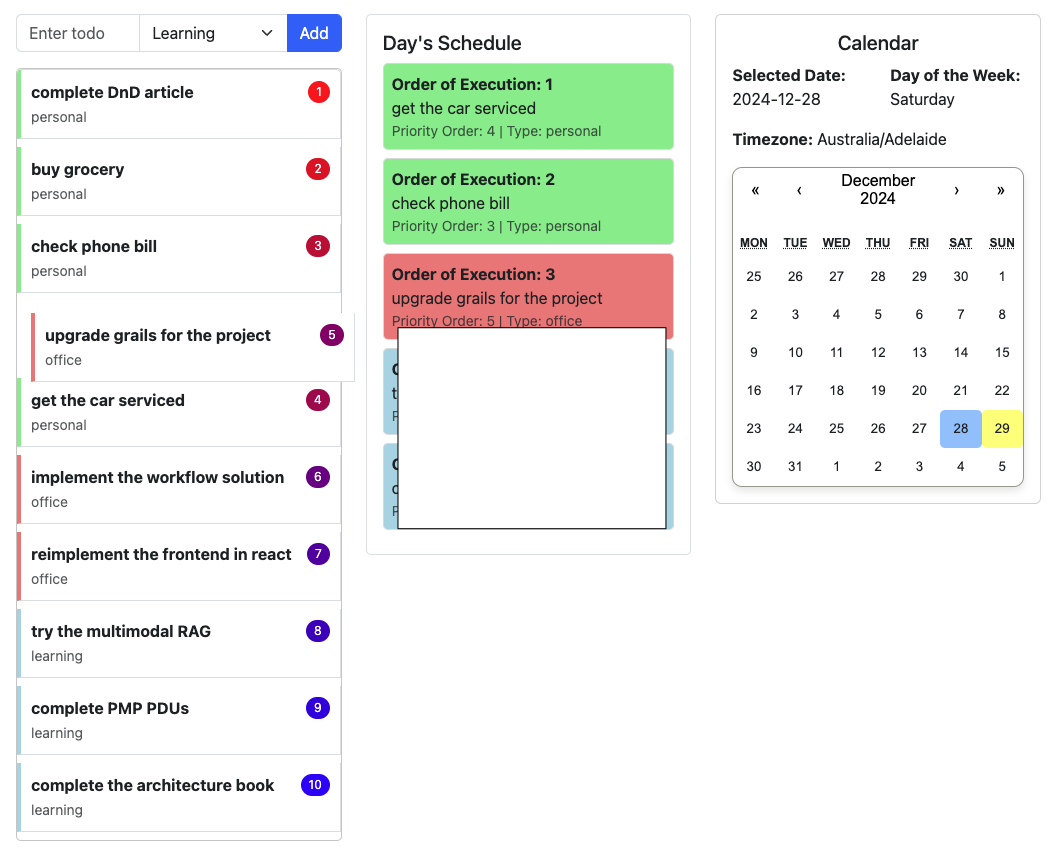 Enter todo
Learning
Add
complete DnD article
1
personal
buy grocery
2
personal
check phone bill
3
personal
upgrade grails for the project
5
office
get the car serviced
4
personal
implement the workflow solution
6
office
reimplement the frontend in react
7
office
try the multimodal RAG
8
learning
complete PMP PDUs
9
learning
complete the architecture book
10
learning
Day's Schedule
Order of Execution: 1
get the car serviced
Priority Order: 4 | Type: personal
Order of Execution: 2
check phone bill
Priority Order: 3 | Type: personal
Order of Execution: 3
upgrade grails for the project
Priority Order: 5 | Type: office
Calendar
Selected Date:
2024-12-28
Day of the Week:
Saturday
Timezone: Australia/Adelaide
« ‹ December 2024 › »
MON TUE WED THU FRI SAT SUN
25 26 27 28 29 30 1
2 3 4 5 6 7 8
9 10 11 12 13 14 15
16 17 18 19 20 21 22
23 24 25 26 27 28 29
30 31 1 2 3 4 5